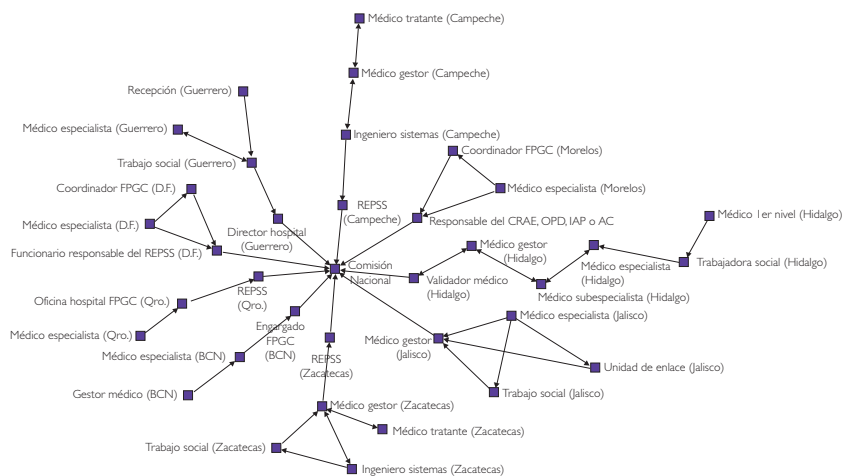 Médico tratante (Campeche)
Médico gestor (Campeche)
Recepción (Guerrero)
Médico especialista (Guerrero)
Ingeniero sistemas (Campeche)
Coordinador FPGC (Morelos)
Trabajo social (Guerrero)
Coordinador FPGC (D.F.)
Médico especialista (Morelos)
REPSS
(Campeche)
Médico especialista (D.F.)
Director hospital
(Guerrero)
Responsable del CRAE, OPD, IAP o AC
Médico 1er nivel (Hidalgo)
Funcionario responsable del REPSS (D.F.)
Médico gestor
(Hidalgo)
Médico especialista
(Hidalgo)
Trabajadora social (Hidalgo)
Comisión
Nacional
Validador médico
(Hidalgo)
Médico subespecialista (Hidalgo)
REPSS
(Qro.)
Oficina hospital FPGC (Qro.)
Médico especialista (Qro.)
Engargado
FPGC
(BCN)
Médico especialista (Jalisco)
Médico gestor
(Jalisco)
Médico especialista (BCN)
REPSS
(Zacatecas)
Unidad de enlace (Jalisco)
Gestor médico (BCN)
Trabajo social (Jalisco)
Médico gestor (Zacatecas)
Médico tratante (Zacatecas)
Trabajo social (Zacatecas)
Ingeniero sistemas (Zacatecas)